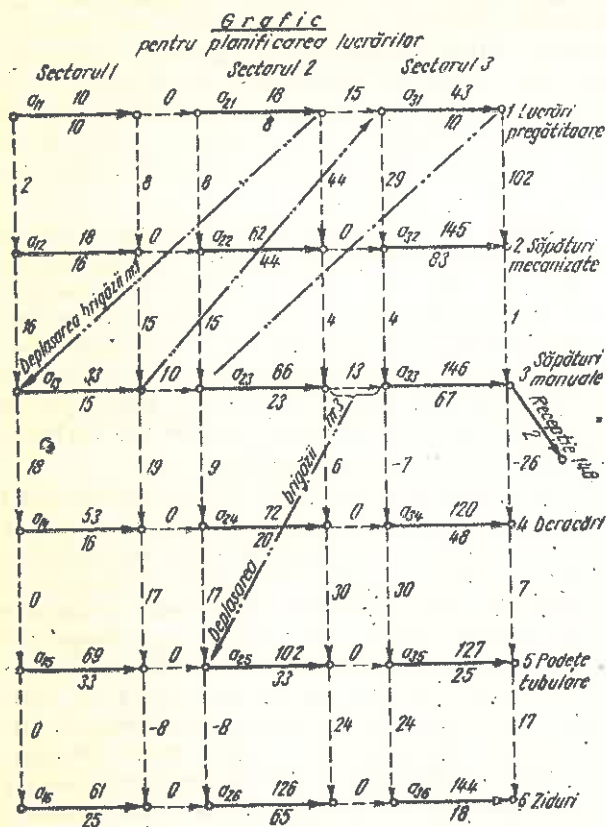 Grafic
pentru planificarea lucrărilor
Sectorul 1 Sectorul 2 Sectorul 3
a11 10 0 a21 18 15 a31 43 1 Lucrări
10 8 10 pregătitoare
2 8 8 44 29 102
a12 18 0 a22 62 0 a32 145 2 Săpături
16 44 83 mecanizate
Deplasarea brigăzii m1
16 15 15 4 4 1
a13 33 10 a23 66 13 a33 146 3 Săpături
15 23 67 manuale
m3
Recepție 148
2
18 19 9 6 -7 -26
a14 53 0 a24 72 0 a34 120 4 Derocări
16 20 48
Deplasarea brigăzii
0 17 17 30 30 7
a15 69 0 a25 102 0 a35 127 5 Podețe
33 33 25 tubulare
0 -8 -8 24 24 17
a16 61 0 a26 126 0 a36 144 6 Ziduri
25 65 18